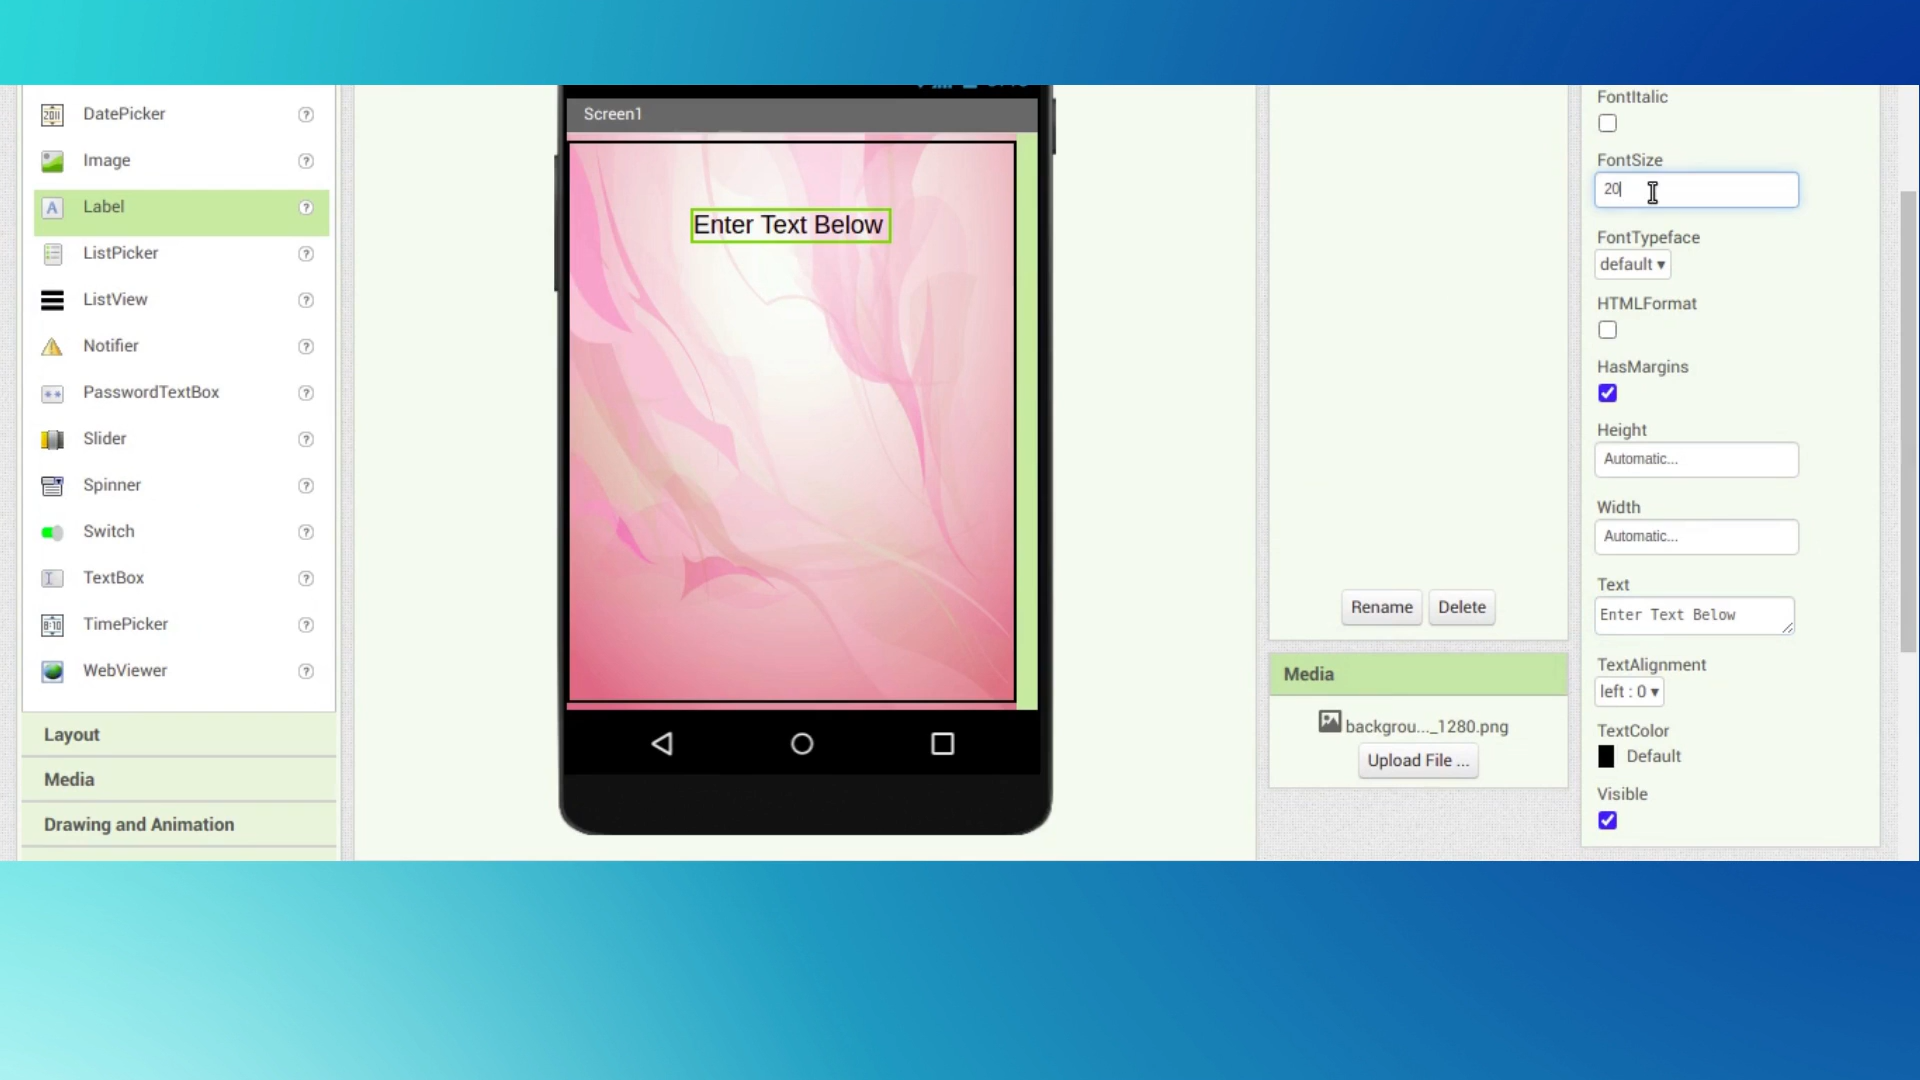 DatePicker
?
Image
?
Label
?
ListPicker
?
ListView
?
Notifier
?
PasswordTextBox
?
Slider
?
Spinner
?
Switch
?
TextBox
?
TimePicker
?
WebViewer
?
Layout
Media
Drawing and Animation
Screen1
Enter Text Below
Rename Delete
Media
backgrou..._1280.png
Upload File ...
FontItalic
FontSize
20
FontTypeface
default ▾
HTMLFormat
HasMargins
Height
Automatic...
Width
Automatic...
Text
Enter Text Below
TextAlignment
left : 0 ▾
TextColor
Default
Visible